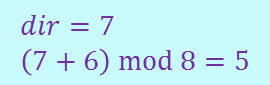 dir = 7
(7 + 6) mod 8 = 5